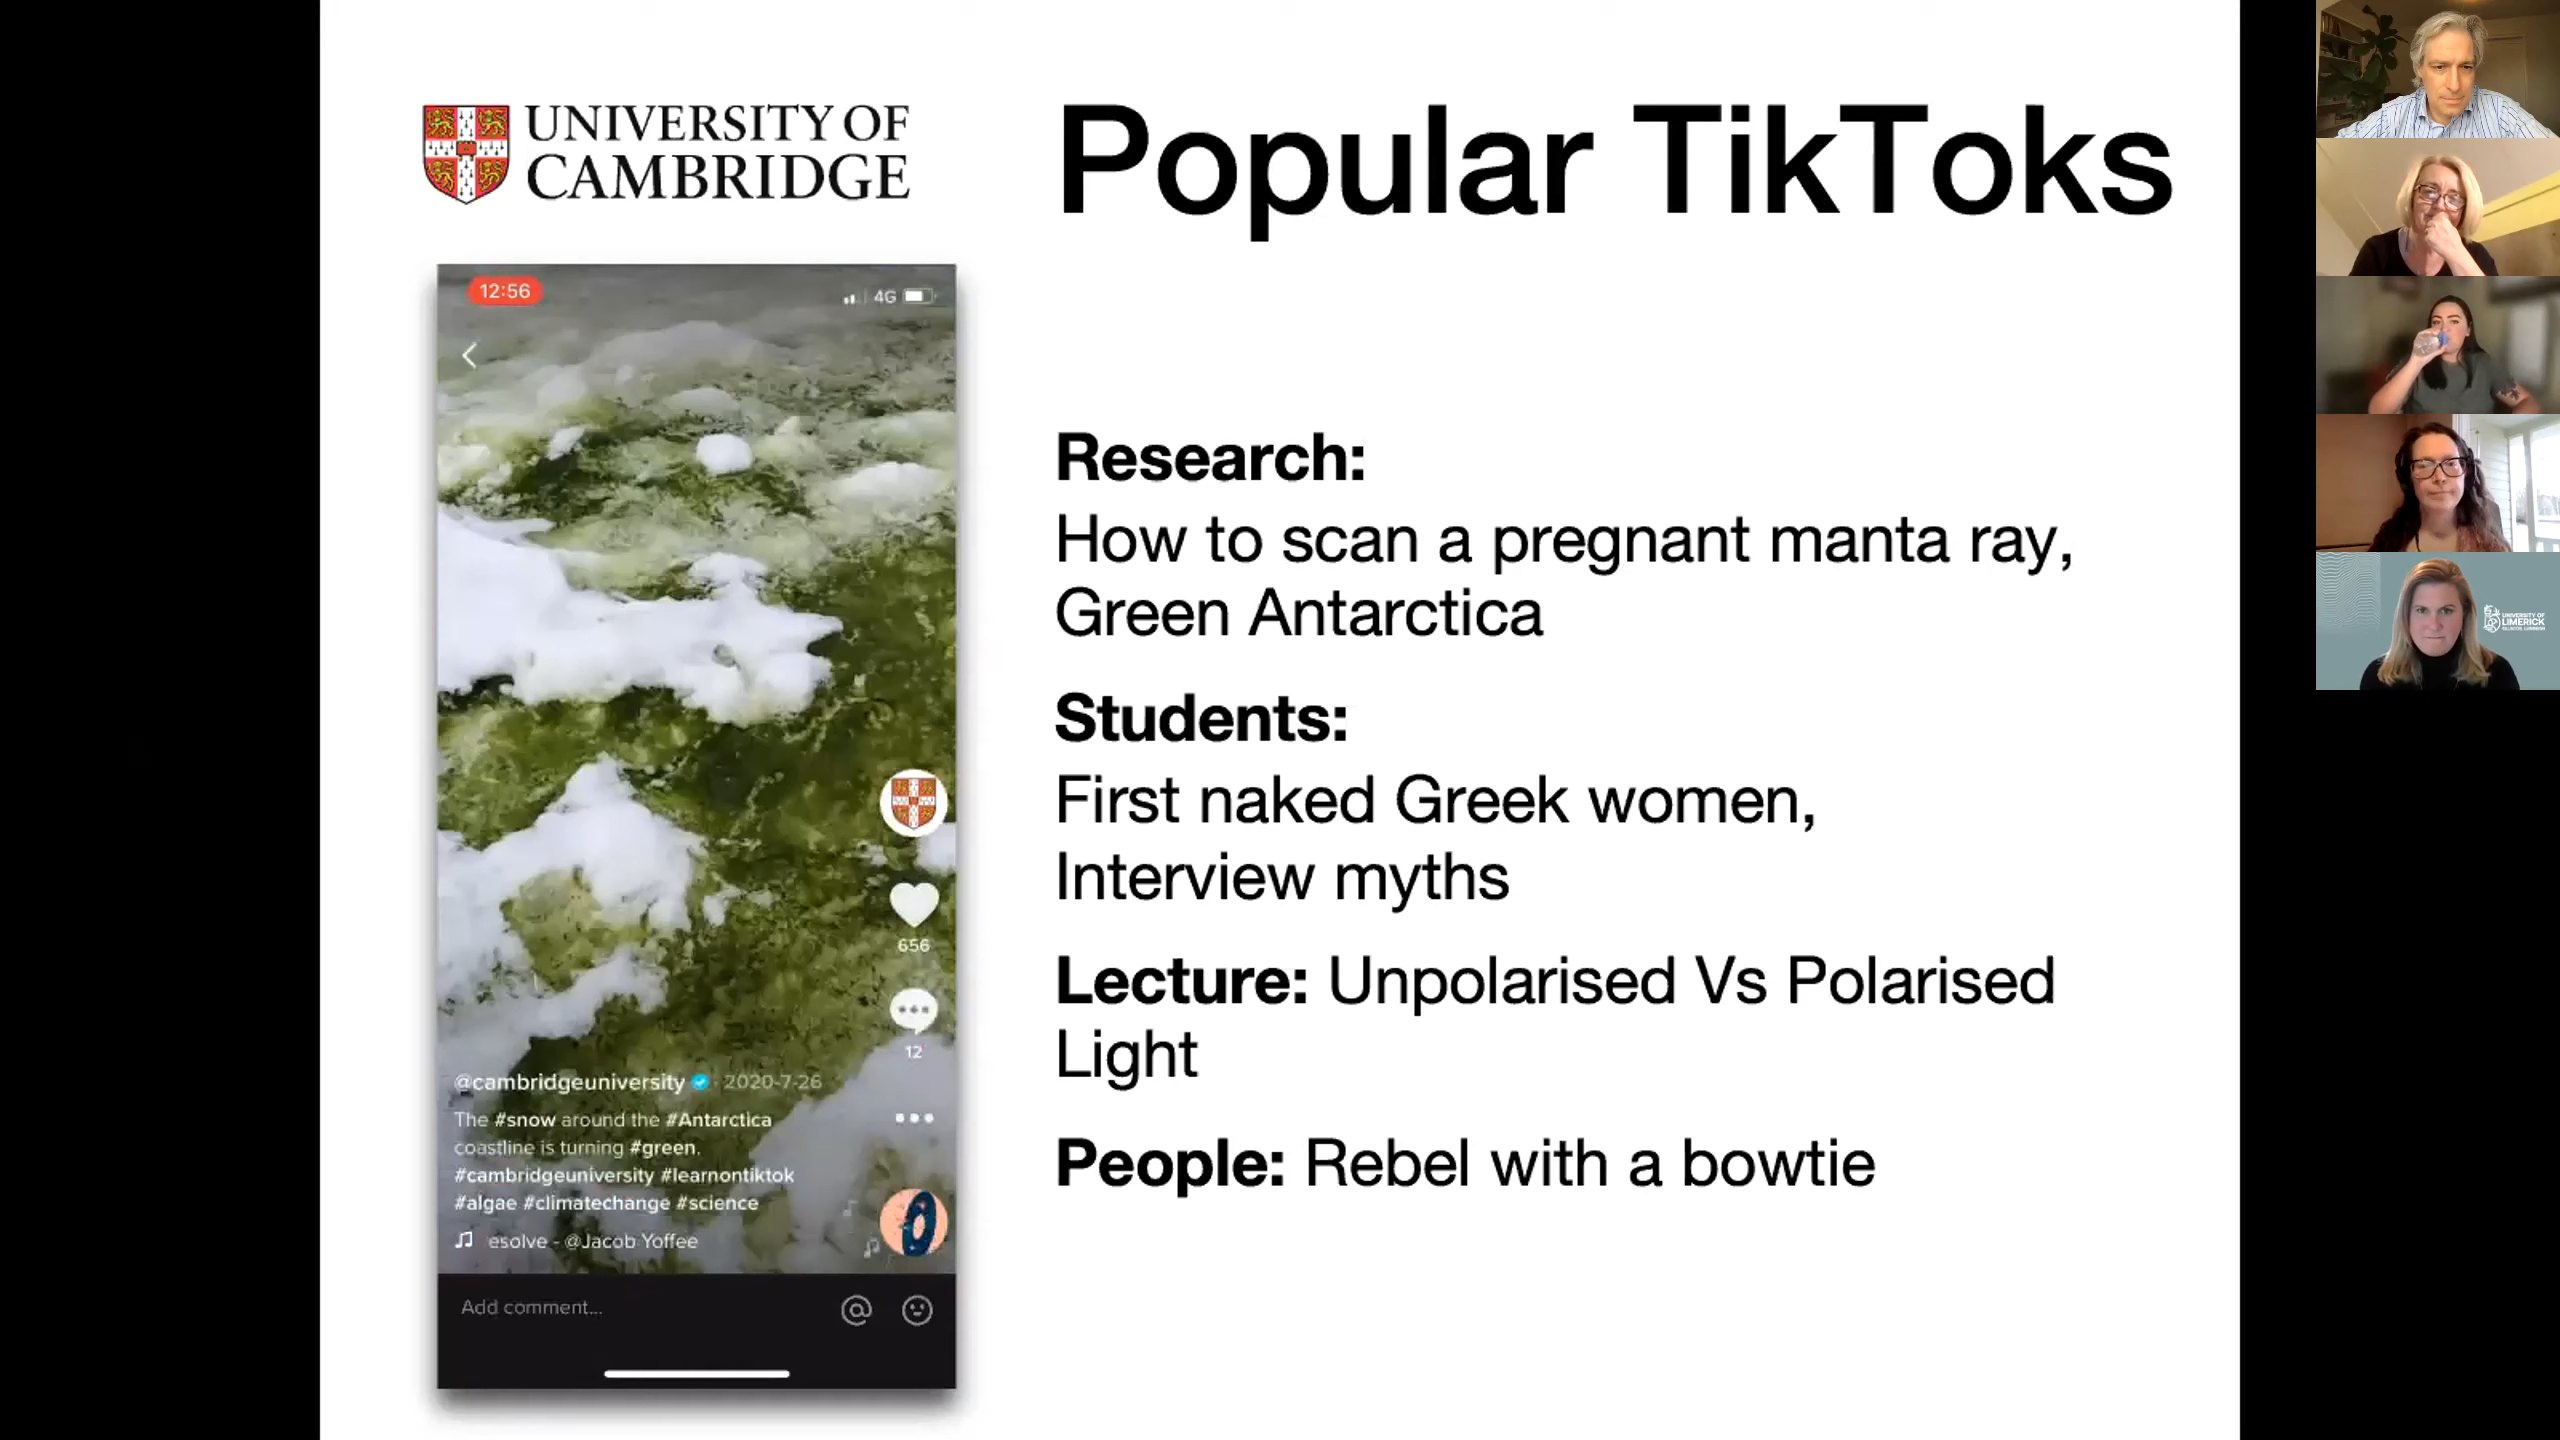 UNIVERSITY OF
CAMBRIDGE
Popular TikToks
12:56
4G
Research:
How to scan a pregnant manta ray,
Green Antarctica
Students:
First naked Greek women,
Interview myths
Lecture: Unpolarised Vs Polarised
Light
People: Rebel with a bowtie
656
12
@cambridgeuniversity · 2020-7-26
The #snow around the #Antarctica
coastline is turning #green.
#cambridgeuniversity #learnontiktok
#algae #climatechange #science
esolve - @Jacob Yoffee
Add comment...
UNIVERSITY OF
LIMERICK